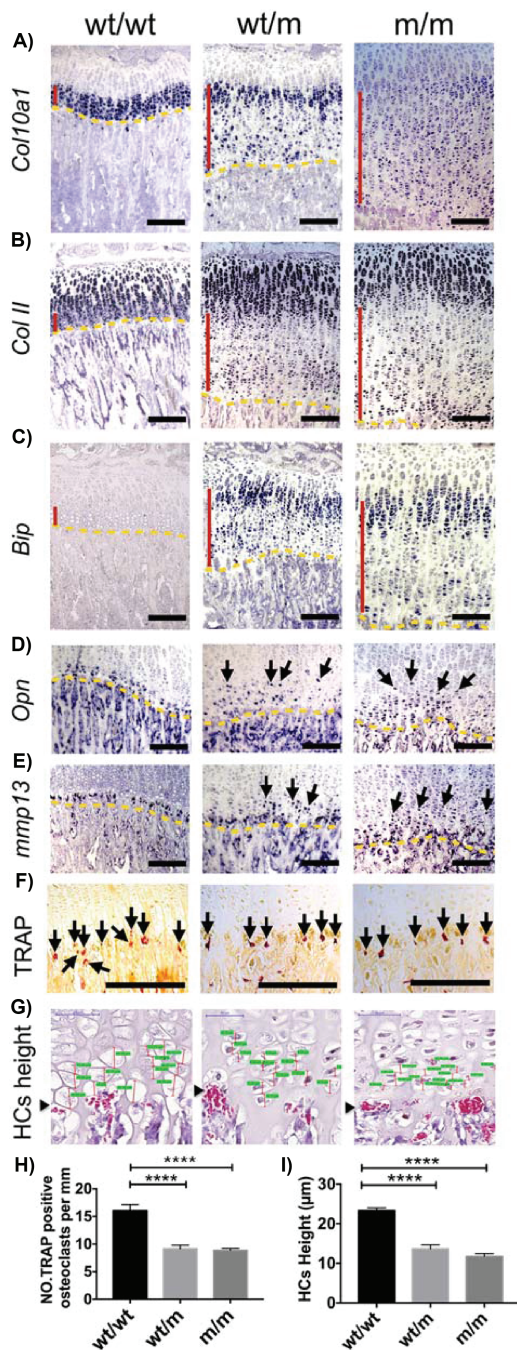 wt/wt wt/m m/m
A) Col10a1
B) Col II
C) Bip
D) Opn
E) mmp13
F) TRAP
G) HCs height
H) I)
**** ****
**** ****
NO.TRAP positive
osteoclasts per mm
20
15
10
5
0
wt/wt wt/m m/m
HCs Height (µm)
30
20
10
0
wt/wt wt/m m/m